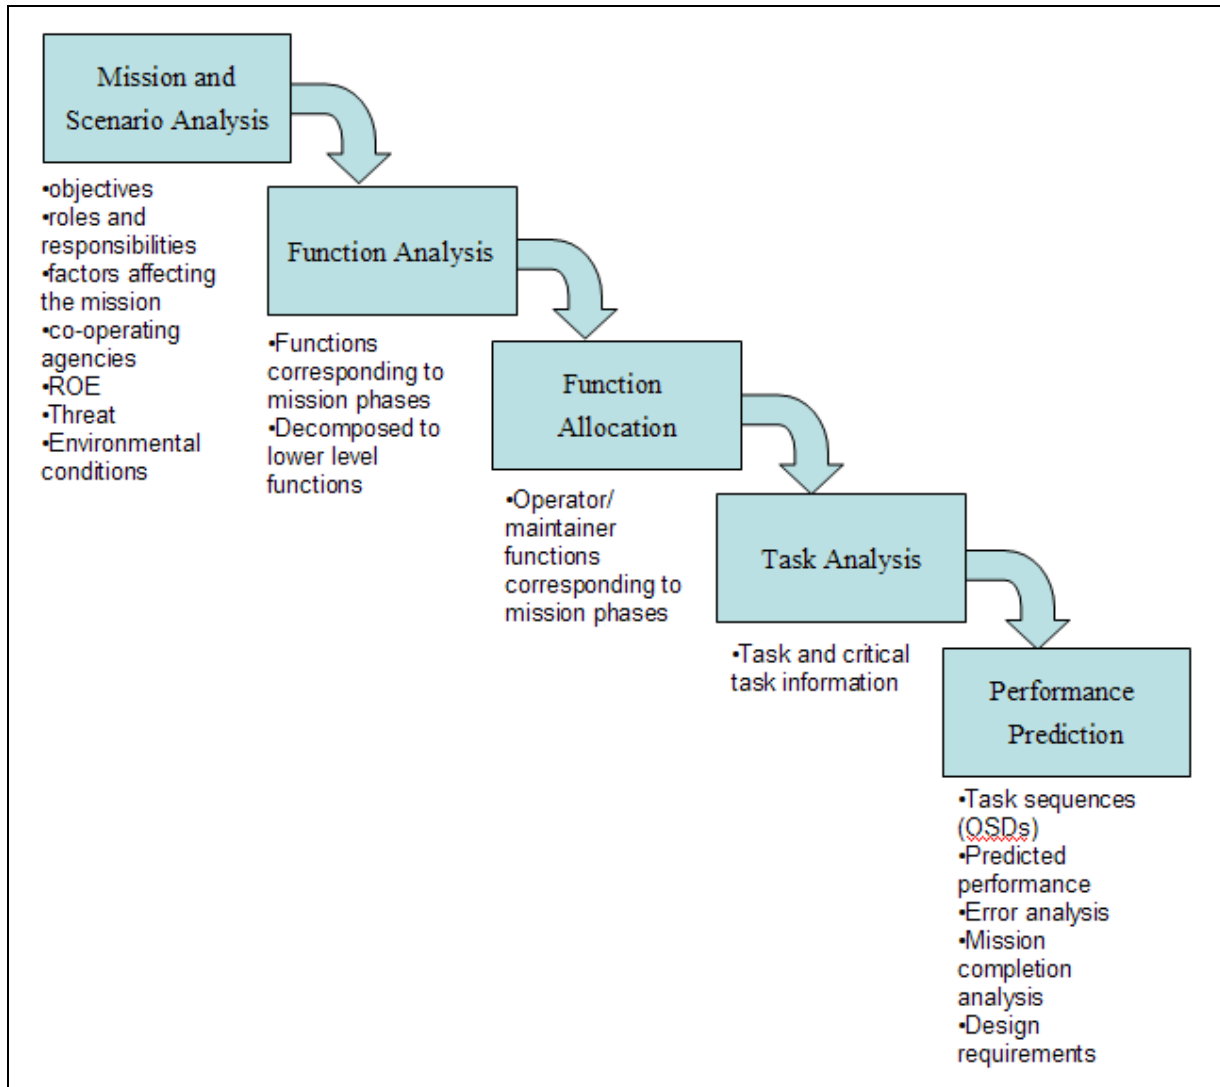 Mission and
Scenario Analysis
•objectives
•roles and
responsibilities
•factors affecting
the mission
•co-operating
agencies
•ROE
•Threat
•Environmental
conditions
Function Analysis
•Functions
corresponding to
mission phases
•Decomposed to
lower level
functions
Function
Allocation
•Operator/
maintainer
functions
corresponding to
mission phases
Task Analysis
•Task and critical
task information
Performance
Prediction
•Task sequences
(OSDs)
•Predicted
performance
•Error analysis
•Mission
completion
analysis
•Design
requirements